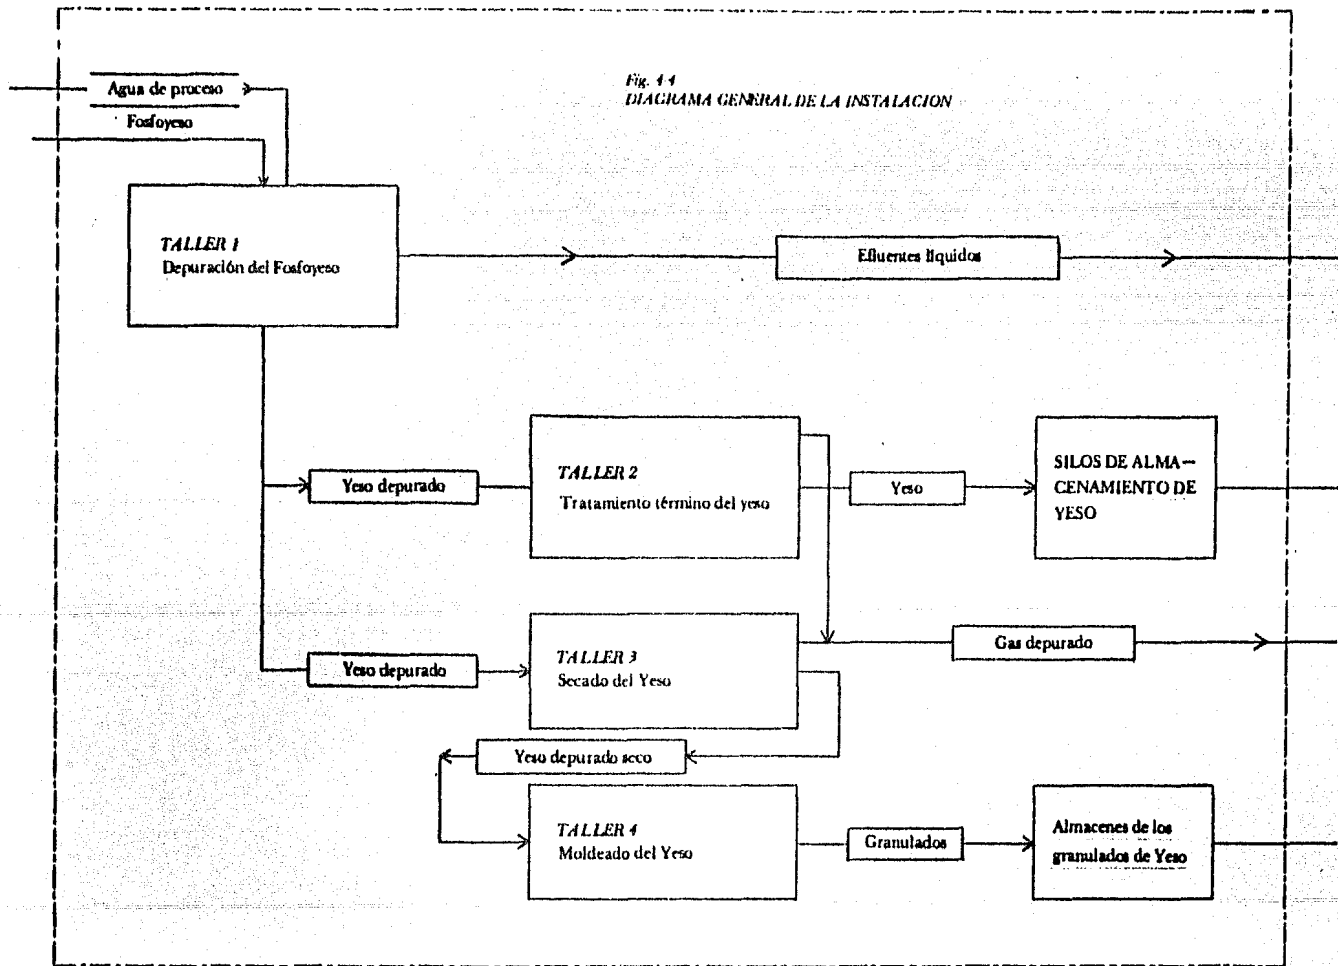 Fig. 4.4
DIAGRAMA GENERAL DE LA INSTALACION
Agua de proceso
Fosfoyeso
TALLER 1
Depuración del Fosfoyeso
Efluentes líquidos
Yeso depurado
TALLER 2
Tratamiento término del yeso
Yeso
SILOS DE ALMA-
CENAMIENTO DE
YESO
Yeso depurado
TALLER 3
Secado del Yeso
Gas depurado
Yeso depurado seco
TALLER 4
Moldeado del Yeso
Granulados
Almacenes de los
granulados de Yeso